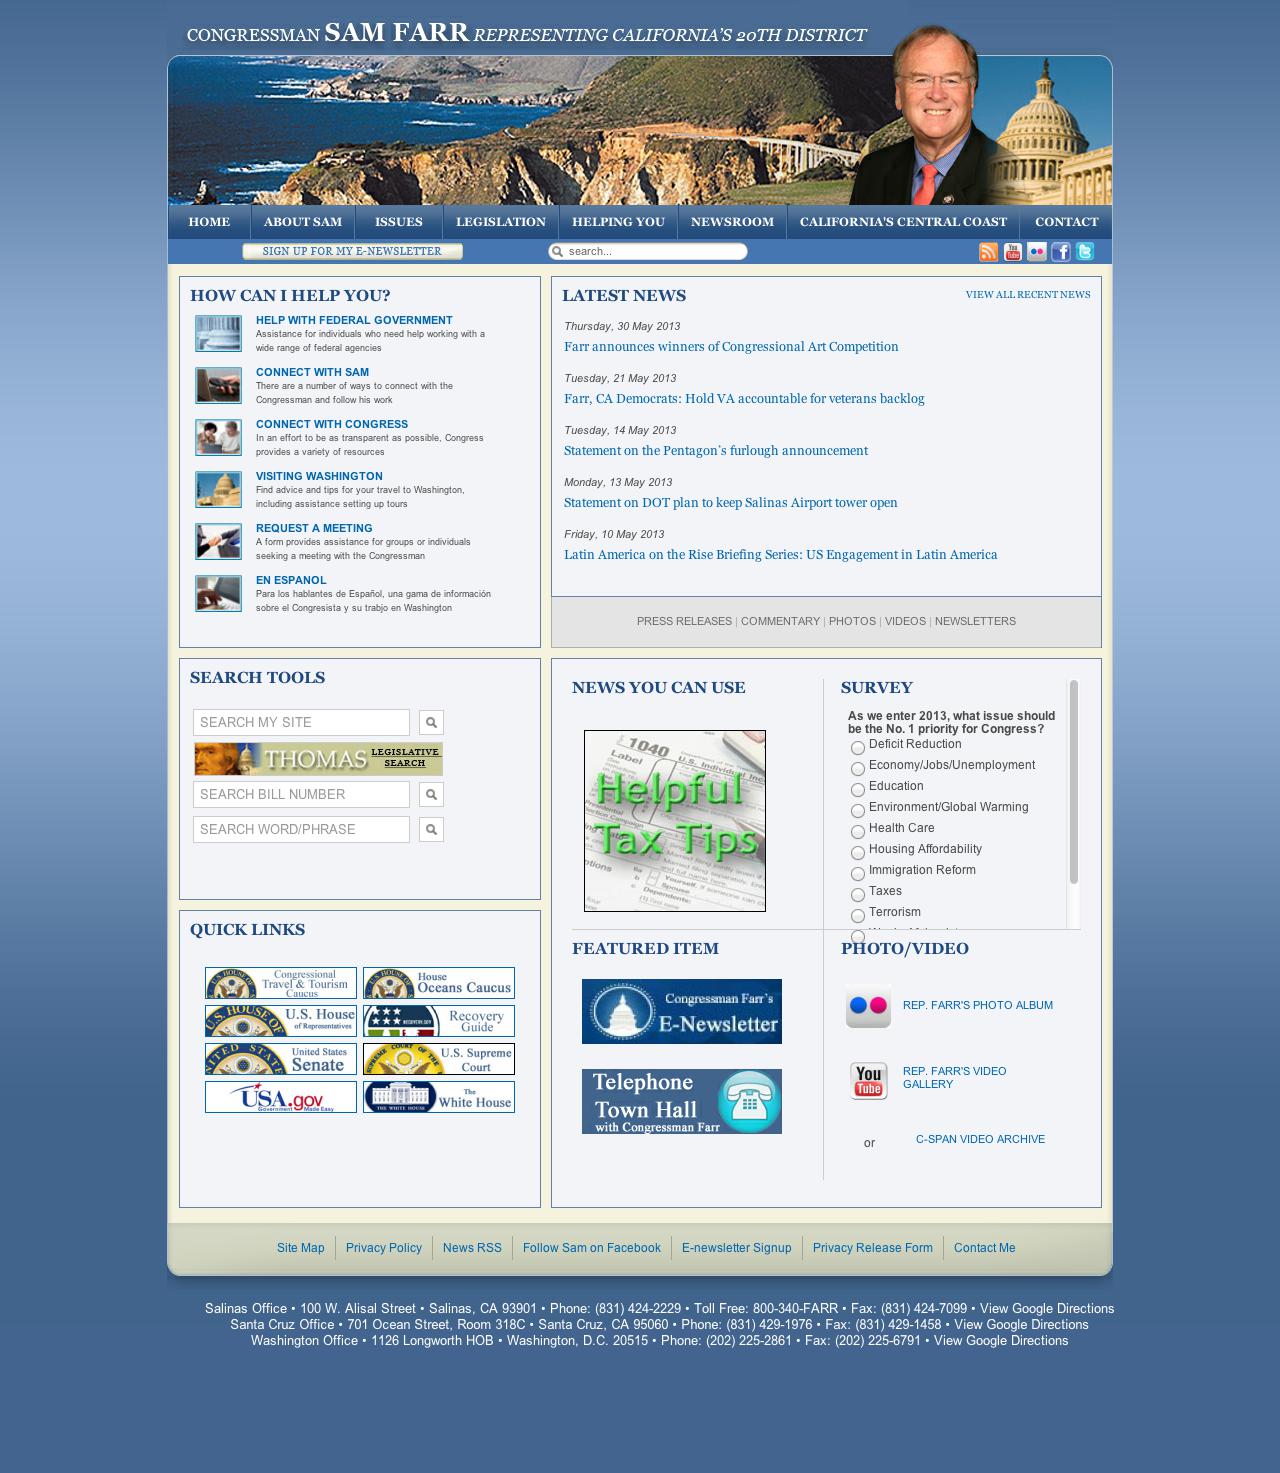 CONGRESSMAN SAM FARR REPRESENTING CALIFORNIA'S 20TH DISTRICT
HOME ABOUT SAM ISSUES LEGISLATION HELPING YOU NEWSROOM CALIFORNIA'S CENTRAL COAST CONTACT
SIGN UP FOR MY E-NEWSLETTER
search...
You Tube
HOW CAN I HELP YOU?
HELP WITH FEDERAL GOVERNMENT
Assistance for individuals who need help working with a
wide range of federal agencies
CONNECT WITH SAM
There are a number of ways to connect with the
Congressman and follow his work
CONNECT WITH CONGRESS
In an effort to be as transparent as possible, Congress
provides a variety of resources
VISITING WASHINGTON
Find advice and tips for your travel to Washington,
including assistance setting up tours
REQUEST A MEETING
A form provides assistance for groups or individuals
seeking a meeting with the Congressman
EN ESPANOL
Para los hablantes de Español, una gama de información
sobre el Congresista y su trabjo en Washington
LATEST NEWS
VIEW ALL RECENT NEWS
Thursday, 30 May 2013
Farr announces winners of Congressional Art Competition
Tuesday, 21 May 2013
Farr, CA Democrats: Hold VA accountable for veterans backlog
Tuesday, 14 May 2013
Statement on the Pentagon's furlough announcement
Monday, 13 May 2013
Statement on DOT plan to keep Salinas Airport tower open
Friday, 10 May 2013
Latin America on the Rise Briefing Series: US Engagement in Latin America
PRESS RELEASES | COMMENTARY | PHOTOS | VIDEOS | NEWSLETTERS
SEARCH TOOLS
SEARCH MY SITE
THOMAS LEGISLATIVE
SEARCH
SEARCH BILL NUMBER
SEARCH WORD/PHRASE
NEWS YOU CAN USE
1040
U.S. Individual Inc
Label
Helpful
Tax Tips
SURVEY
As we enter 2013, what issue should
be the No. 1 priority for Congress?
Deficit Reduction
Economy/Jobs/Unemployment
Education
Environment/Global Warming
Health Care
Housing Affordability
Immigration Reform
Taxes
Terrorism
QUICK LINKS
Congressional
Travel & Tourism
Caucus
House
Oceans Caucus
U.S. House
of Representatives
Recovery
Guide
United States
Senate
U.S. Supreme
Court
USA.gov
Government Made Easy
The
White House
THE WHITE HOUSE
FEATURED ITEM
Congressman Farr's
E-Newsletter
Telephone
Town Hall
with Congressman Farr
PHOTO/VIDEO
REP. FARR'S PHOTO ALBUM
You Tube
REP. FARR'S VIDEO
GALLERY
or
C-SPAN VIDEO ARCHIVE
Site Map Privacy Policy News RSS Follow Sam on Facebook E-newsletter Signup Privacy Release Form Contact Me
Salinas Office • 100 W. Alisal Street • Salinas, CA 93901 • Phone: (831) 424-2229 • Toll Free: 800-340-FARR • Fax: (831) 424-7099 • View Google Directions
Santa Cruz Office • 701 Ocean Street, Room 318C • Santa Cruz, CA 95060 • Phone: (831) 429-1976 • Fax: (831) 429-1458 • View Google Directions
Washington Office • 1126 Longworth HOB • Washington, D.C. 20515 • Phone: (202) 225-2861 • Fax: (202) 225-6791 • View Google Directions